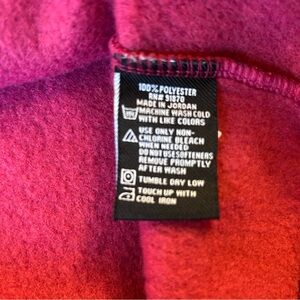 100% POLYESTER
RN# 91870
MADE IN JORDAN
MACHINE WASH COLD
WITH LIKE COLORS
USE ONLY NON-
CHLORINE BLEACH
WHEN NEEDED
DO NOT USE SOFTENERS
REMOVE PROMPTLY
AFTER WASH
TUMBLE DRY LOW
TOUCH UP WITH
COOL IRON